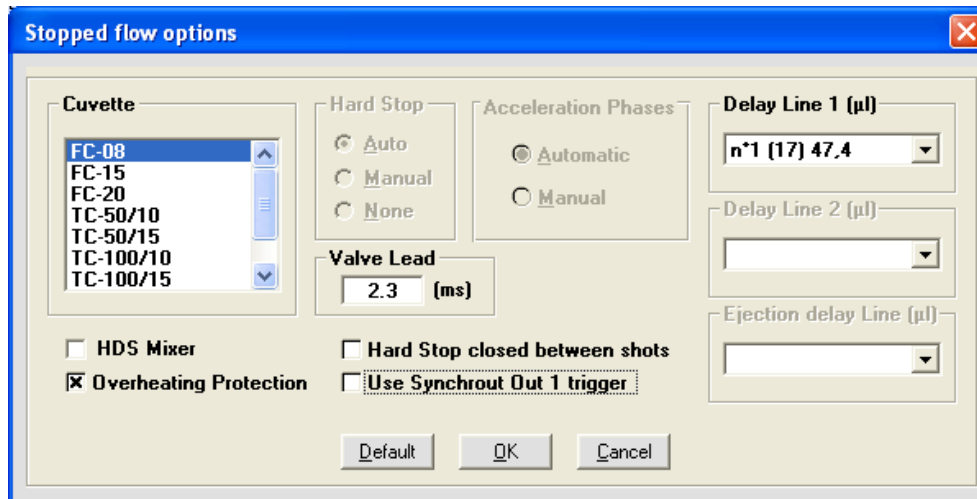 Stopped flow options
Cuvette
FC-08
FC-15
FC-20
TC-50/10
TC-50/15
TC-100/10
TC-100/15
Hard Stop
Auto
Manual
None
Acceleration Phases
Automatic
Manual
Valve Lead
2.3 (ms)
Delay Line 1 (µl)
n*1 (17) 47,4
Delay Line 2 (µl)
Ejection delay Line (µl)
HDS Mixer
Overheating Protection
Hard Stop closed between shots
Use Synchrout Out 1 trigger
Default
OK
Cancel